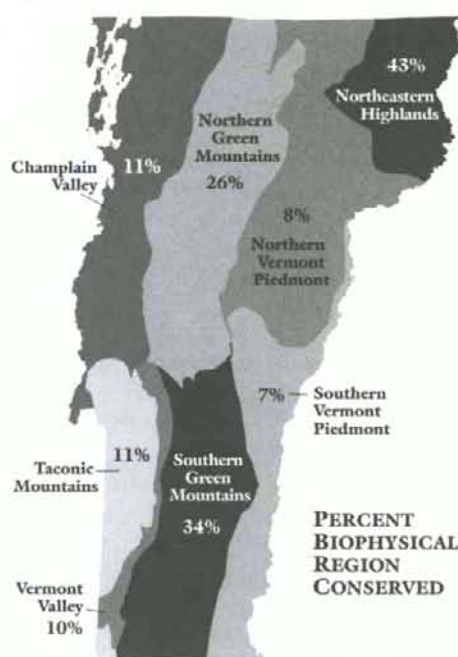 43%
Northeastern
Highlands
Northern
Green
Mountains
26%
Champlain
Valley
11%
8%
Northern
Vermont
Piedmont
7%
Southern
Vermont
Piedmont
11%
Taconic
Mountains
Southern
Green
Mountains
34%
Vermont
Valley
10%
PERCENT
BIOPHYSICAL
REGION
CONSERVED